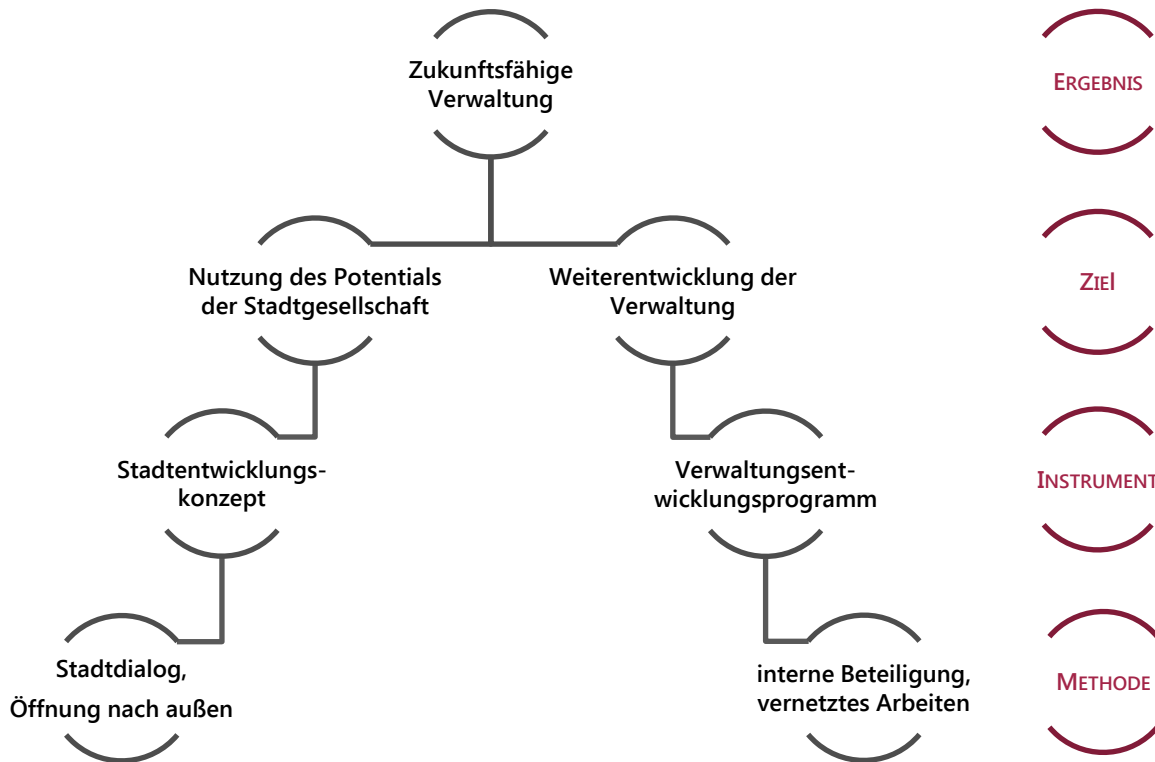 Zukunftsfähige
Verwaltung
ERGEBNIS
Nutzung des Potentials
der Stadtgesellschaft
Weiterentwicklung der
Verwaltung
ZIEl
Stadtentwicklungs-
konzept
Verwaltungsent-
wicklungsprogramm
INSTRUMENT
Stadtdialog,
Öffnung nach außen
interne Beteiligung,
vernetztes Arbeiten
METHODE